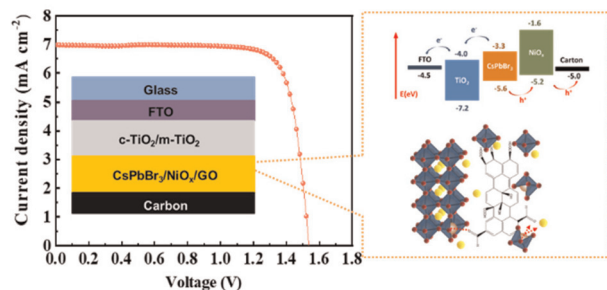 Current density (mA cm⁻²)
7
6
5
4
3
2
1
0
Glass
FTO
c-TiO₂/m-TiO₂
CsPbBr₃/NiOₓ/GO
Carbon
0.0 0.2 0.4 0.6 0.8 1.0 1.2 1.4 1.6 1.8
Voltage (V)
E(eV)
e⁻
e⁻
-1.6
-3.3
-4.0
NiOₓ
CsPbBr₃
FTO
Carton
-4.5
TiO₂
-5.2
-5.0
-5.6
h⁺
h⁺
-7.2